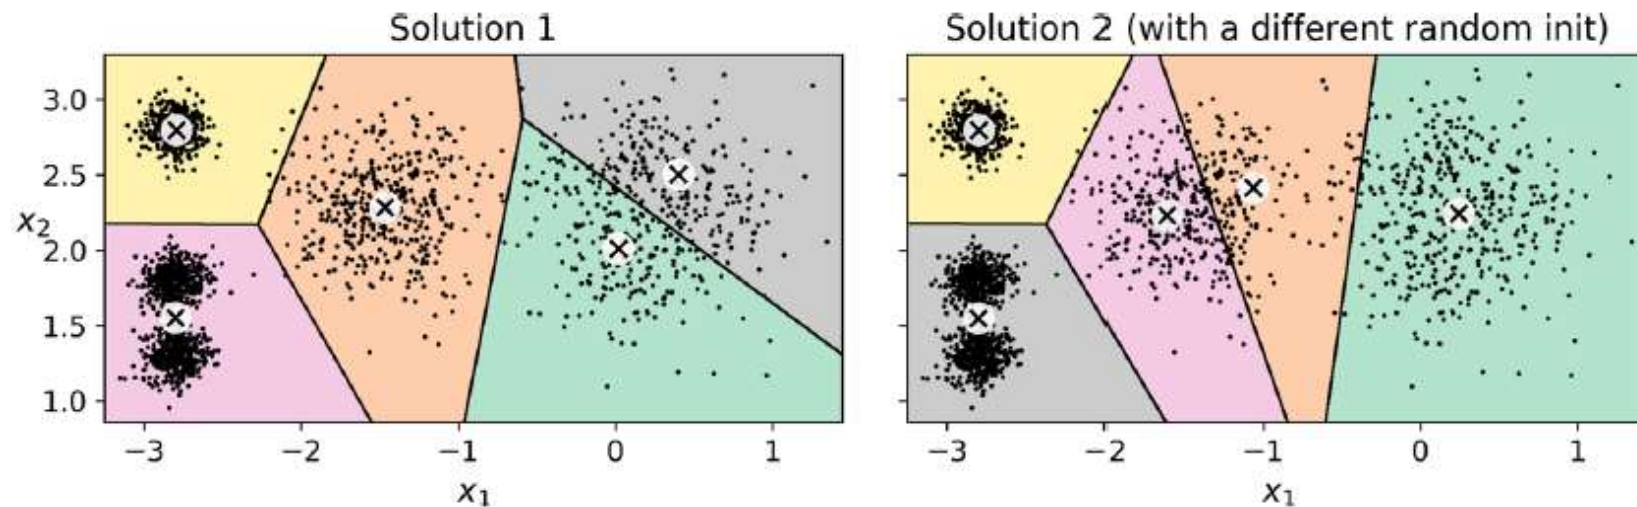 Solution 1
Solution 2 (with a different random init)
3.0
2.5
x₂
2.0
1.5
1.0
−3 −2 −1 0 1
−3 −2 −1 0 1
x₁
x₁